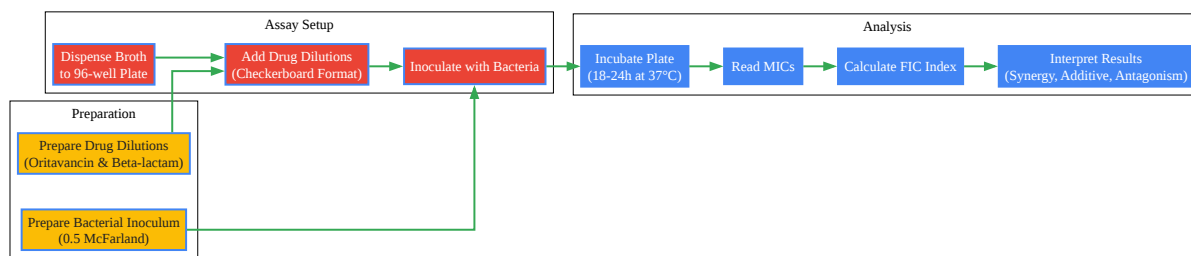 Assay Setup
Dispense Broth
to 96-well Plate
Add Drug Dilutions
(Checkerboard Format)
Inoculate with Bacteria
Analysis
Incubate Plate
(18-24h at 37°C)
Read MICs
Calculate FIC Index
Interpret Results
(Synergy, Additive, Antagonism)
Preparation
Prepare Drug Dilutions
(Oritavancin & Beta-lactam)
Prepare Bacterial Inoculum
(0.5 McFarland)